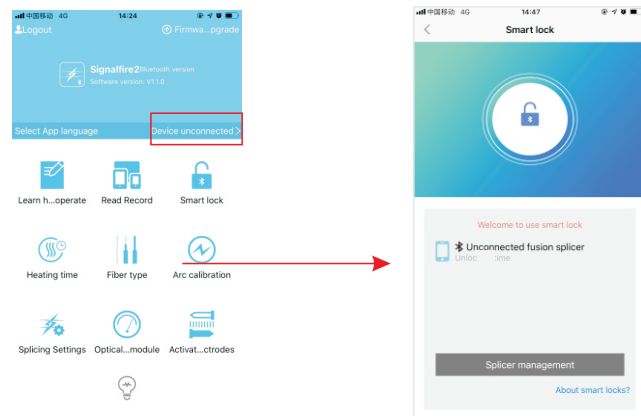 中国移动 4G 14:24
Logout
Firmwa...pgrade
Signalfire2Bluetooth version
Software version: V1.1.0
Select App language
Device unconnected >
Learn h...operate
Read Record
Smart lock
Heating time
Fiber type
Arc calibration
Splicing Settings
Optical...module
Activat...ctrodes
中国移动 4G 14:47
Smart lock
Welcome to use smart lock
Unconnected fusion splicer
Splicer management
About smart locks?